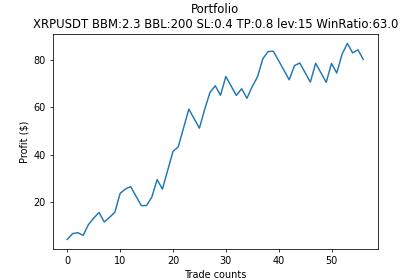 Portfolio
XRPUSDT BBM:2.3 BBL:200 SL:0.4 TP:0.8 lev:15 WinRatio:63.0
80
60
40
20
Profit ($)
0 10 20 30 40 50
Trade counts